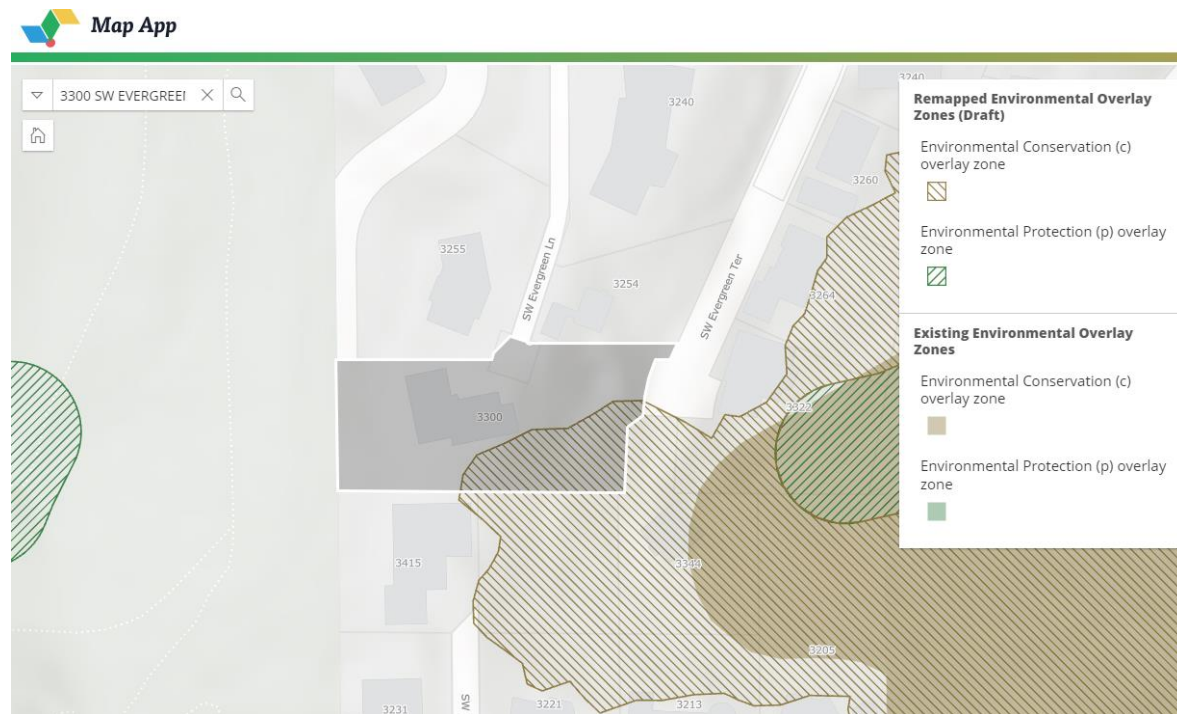 Map App
3300 SW EVERGREE
Remapped Environmental Overlay
Zones (Draft)
Environmental Conservation (c)
overlay zone
Environmental Protection (p) overlay
zone
Existing Environmental Overlay
Zones
Environmental Conservation (c)
overlay zone
Environmental Protection (p) overlay
zone
3240
3240
3260
3255
SW Evergreen Ln
3254
SW Evergreen Ter
3264
3300
3322
3415
3344
3205
3231
SW
3221
3213